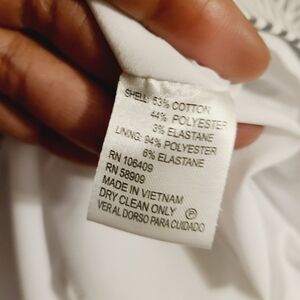 SHELL: 53% COTTON
44% POLYESTER
3% ELASTANE
LINING: 94% POLYESTER
6% ELASTANE
RN 106409
RN 58909
MADE IN VIETNAM
DRY CLEAN ONLY Ⓟ
VER AL DORSO PARA CUIDADO